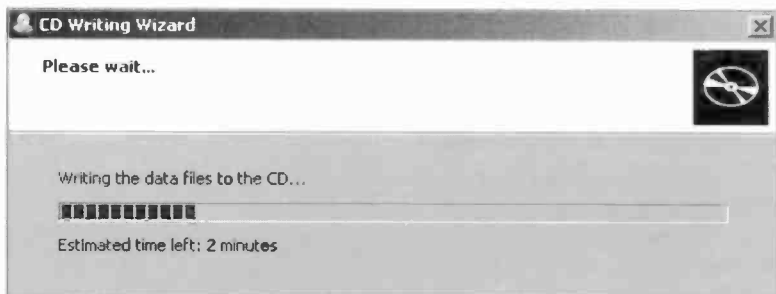 CD Writing Wizard
Please wait...
Writing the data files to the CD...
Estimated time left: 2 minutes